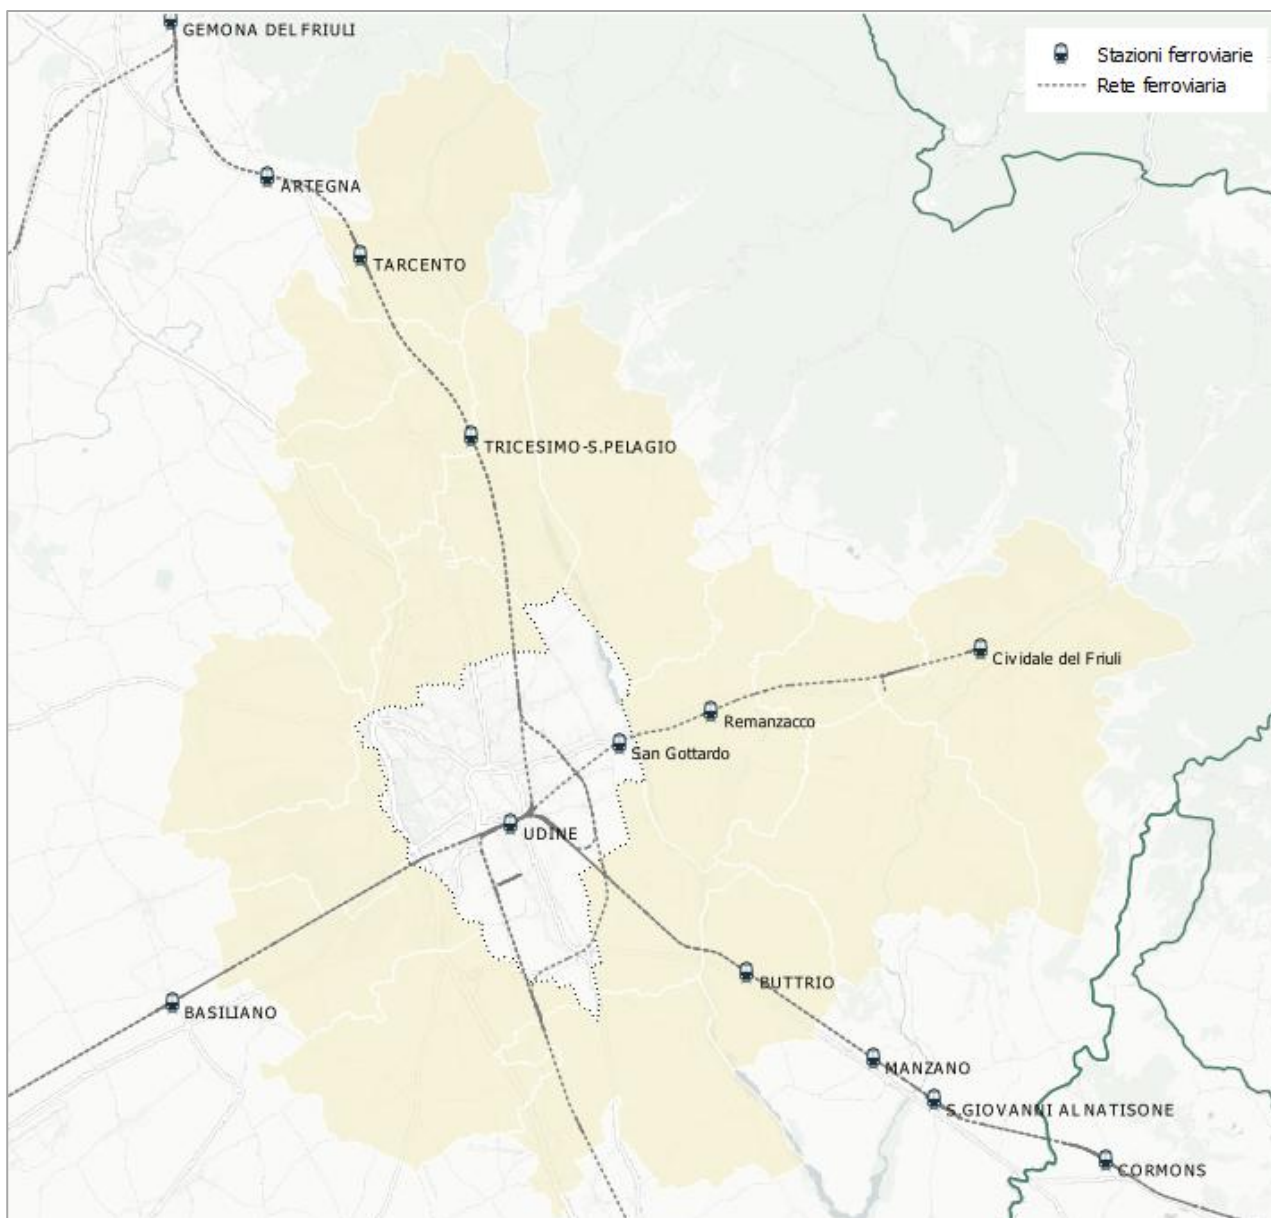 GEMONA DEL FRIULI
Stazioni ferroviarie
Rete ferroviaria
ARTEGNA
TARCENTO
TRICESIMO-S.PELAGIO
Cividale del Friuli
Remanzacco
San Gottardo
UDINE
BUTTRIO
BASILIANO
MANZANO
S.GIOVANNI AL NATISONE
CORMONS